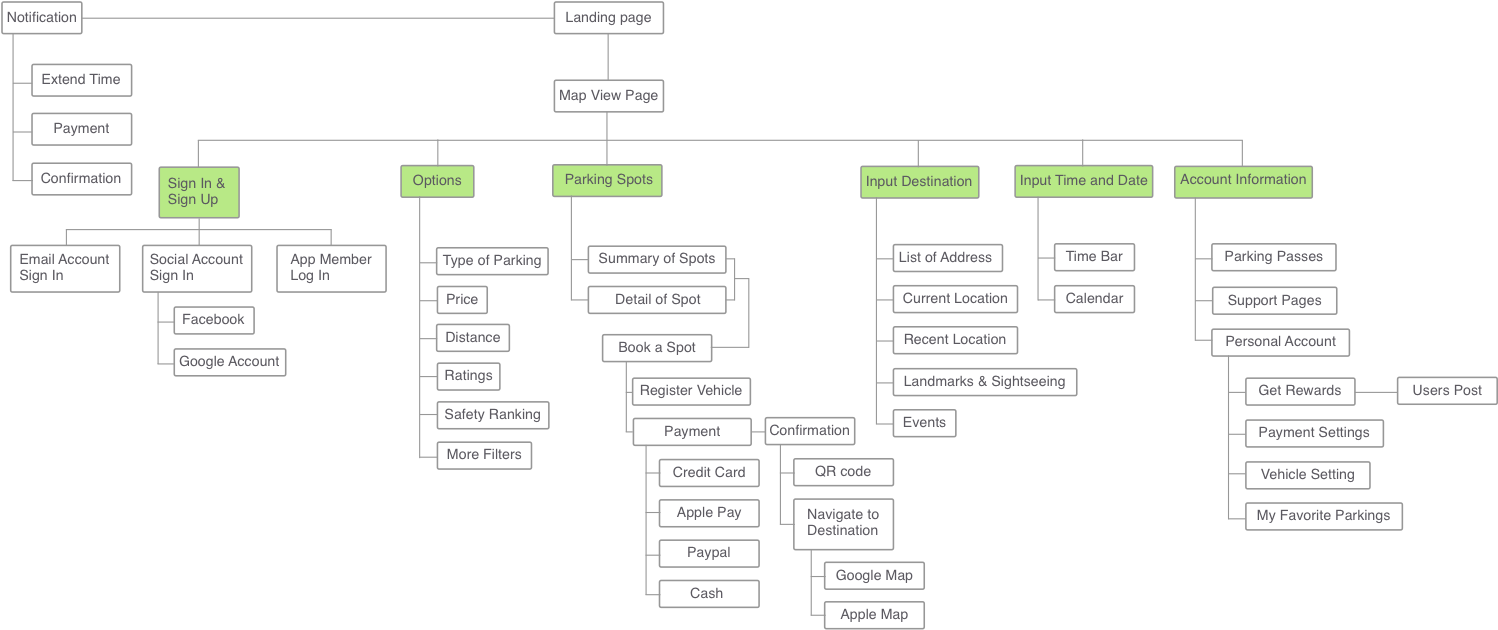 Notification
Landing page
Extend Time
Payment
Confirmation
Map View Page
Sign In &
Sign Up
Email Account
Sign In
Social Account
Sign In
Facebook
Google Account
App Member
Log In
Options
Type of Parking
Price
Distance
Ratings
Safety Ranking
More Filters
Parking Spots
Summary of Spots
Detail of Spot
Book a Spot
Register Vehicle
Payment
Credit Card
Apple Pay
Paypal
Cash
Confirmation
QR code
Navigate to
Destination
Google Map
Apple Map
Input Destination
List of Address
Current Location
Recent Location
Landmarks & Sightseeing
Events
Input Time and Date
Time Bar
Calendar
Account Information
Parking Passes
Support Pages
Personal Account
Get Rewards
Users Post
Payment Settings
Vehicle Setting
My Favorite Parkings